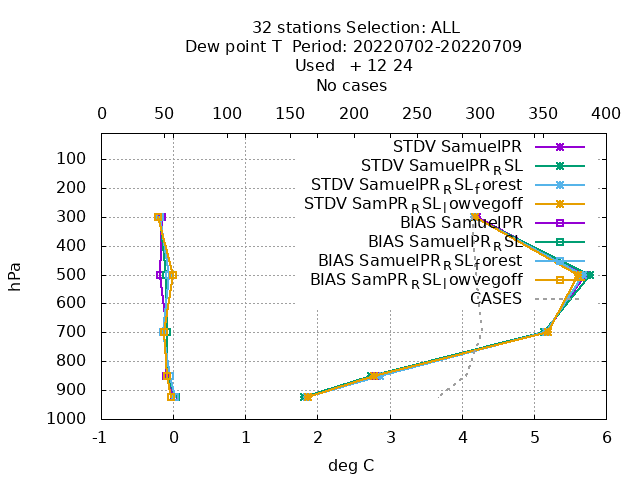 32 stations Selection: ALL
Dew point T  Period: 20220702-20220709
Used   + 12 24
No cases
0 50 100 150 200 250 300 350 400
STDV SamuelPR
STDV SamuelPR_RSL
STDV SamuelPR_RSL_forest
STDV SamPR_RSL_lowvegoff
BIAS SamuelPR
BIAS SamuelPR_RSL
BIAS SamuelPR_RSL_forest
BIAS SamPR_RSL_lowvegoff
CASES
hPa
100
200
300
400
500
600
700
800
900
1000
-1 0 1 2 3 4 5 6
deg C